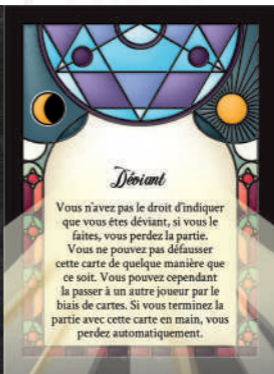 Déviant
Vous n'avez pas le droit d'indiquer
que vous êtes déviant, si vous le
faites, vous perdez la partie.
Vous ne pouvez pas défausser
cette carte de quelque manière que
ce soit. Vous pouvez cependant
la passer à un autre joueur par le
biais de cartes. Si vous terminez la
partie avec cette carte en main, vous
perdez automatiquement.